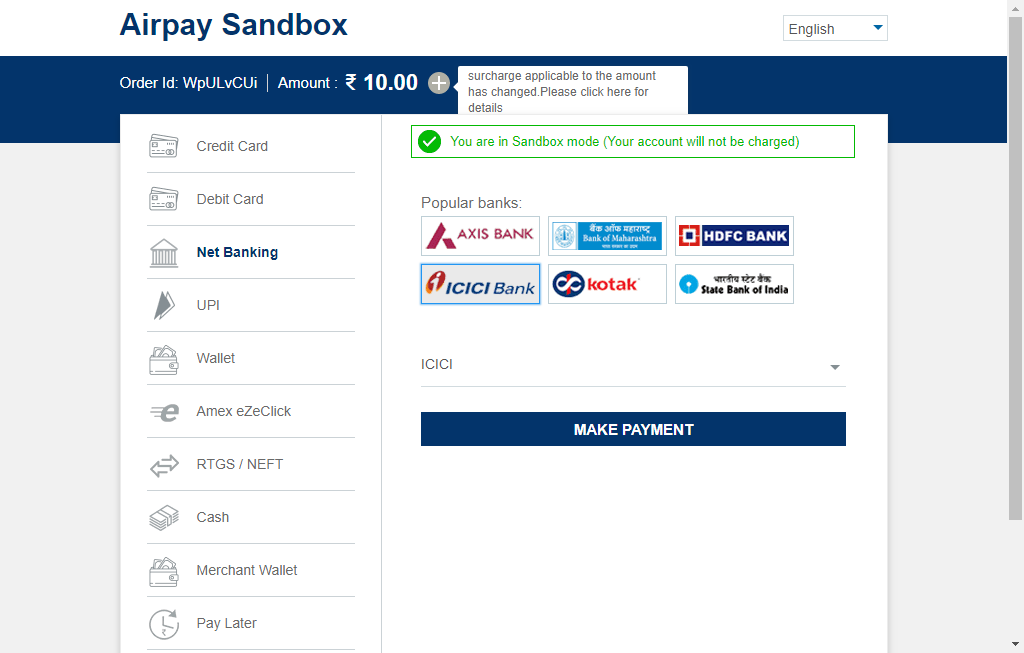 Airpay Sandbox
English
Order Id: WpULvCUi | Amount : ₹ 10.00
surcharge applicable to the amount
has changed.Please click here for
details
You are in Sandbox mode (Your account will not be charged)
Credit Card
Debit Card
Net Banking
UPI
Wallet
Amex eZeClick
RTGS / NEFT
Cash
Merchant Wallet
Pay Later
Popular banks:
AXIS BANK
बैंक ऑफ महाराष्ट्र
Bank of Maharashtra
HDFC BANK
ICICI Bank
kotak
भारतीय स्टेट बैंक
State Bank of India
ICICI
MAKE PAYMENT